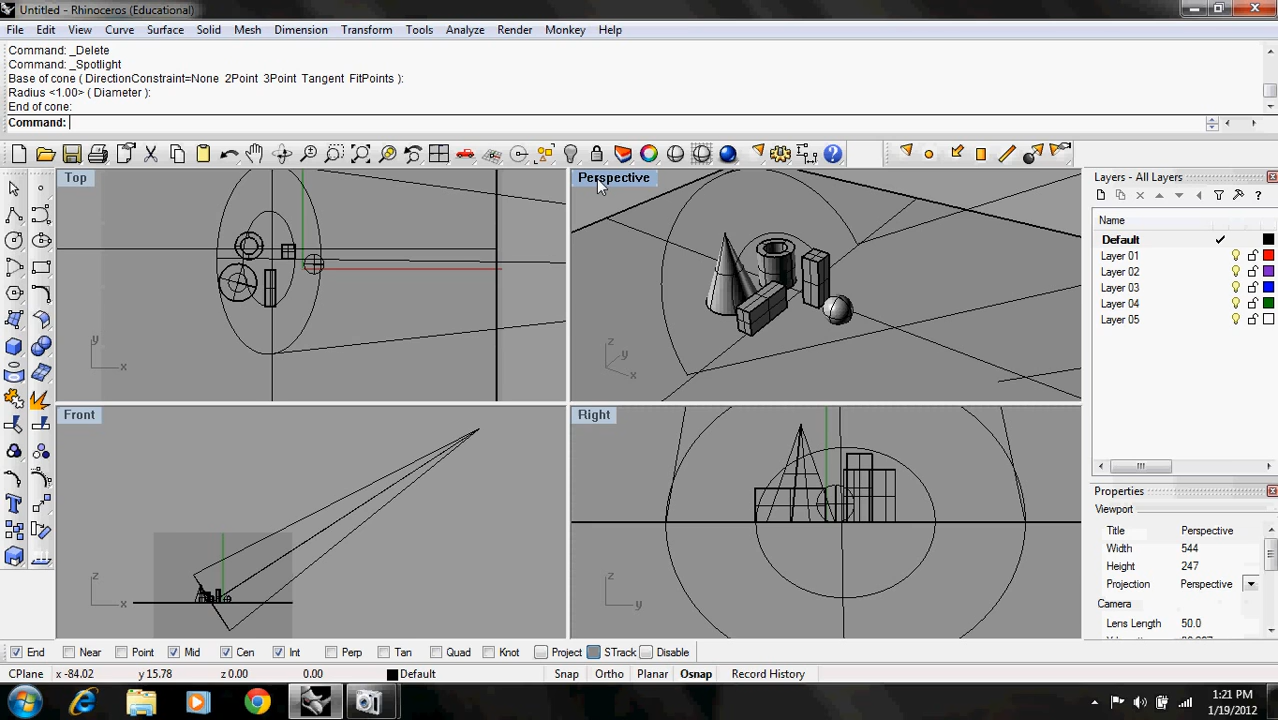 Untitled - Rhinoceros (Educational)
File Edit View Curve Surface Solid Mesh Dimension Transform Tools Analyze Render Monkey Help
Command: _Delete
Command: _Spotlight
Base of cone ( DirectionConstraint=None 2Point 3Point Tangent FitPoints ):
Radius <1.00> ( Diameter ):
End of cone:
Command:
Top
Perspective
Layers - All Layers
Name
Default
Layer 01
Layer 02
Layer 03
Layer 04
Layer 05
y
x
z
y
x
Front
Right
Properties
Viewport
Title Perspective
Width 544
Height 247
Projection Perspective
Camera
Lens Length 50.0
z
x
z
y
End Near Point Mid Cen Int Perp Tan Quad Knot Project STrack Disable
CPlane x -84.02 y 15.78 z 0.00 0.00 Default Snap Ortho Planar Osnap Record History
1:21 PM
1/19/2012